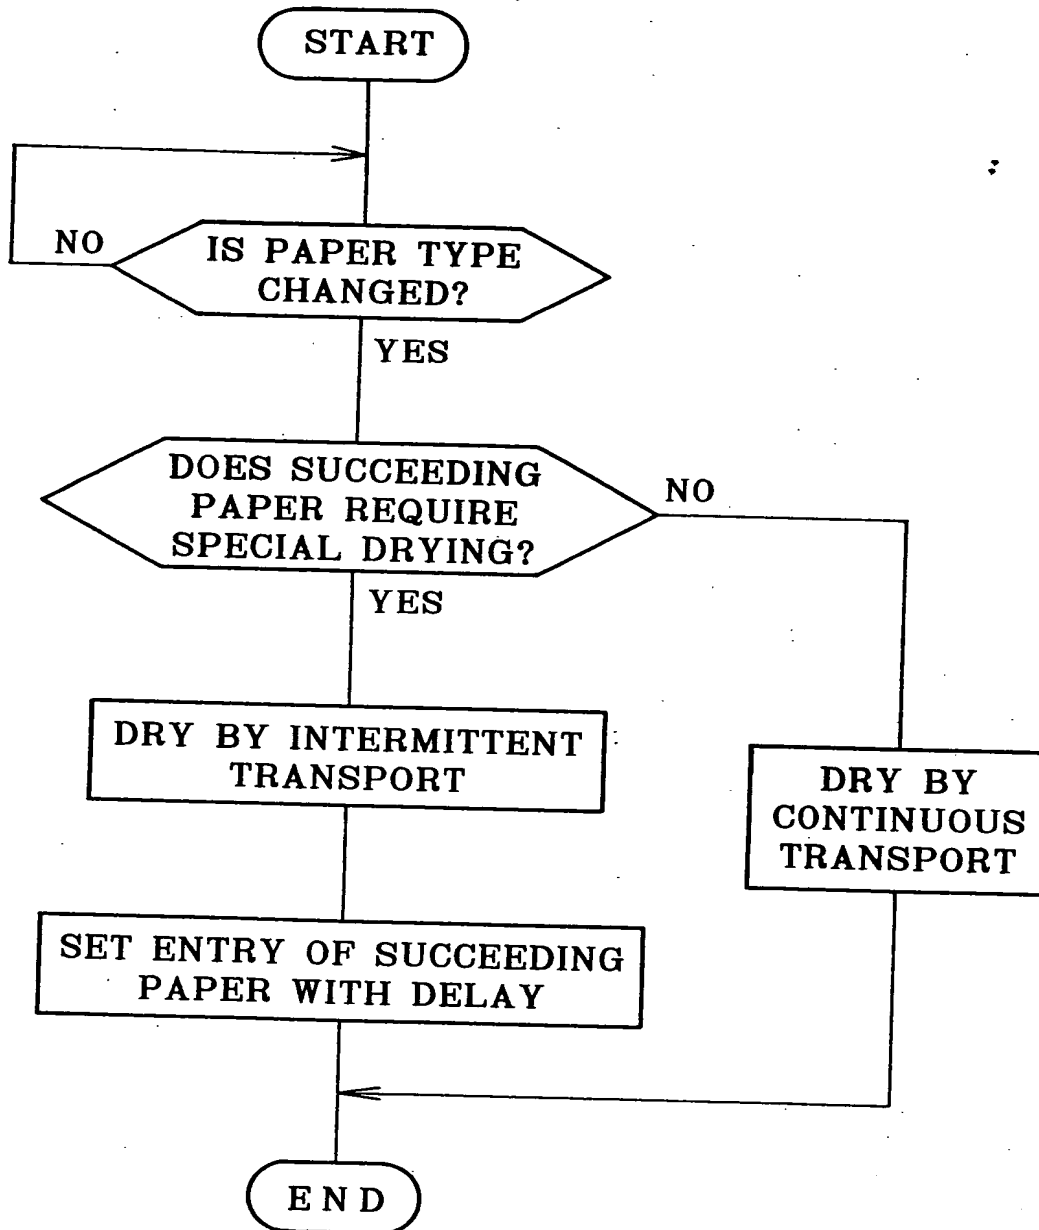 START
NO
IS PAPER TYPE
CHANGED?
YES
DOES SUCCEEDING
PAPER REQUIRE
SPECIAL DRYING?
NO
YES
DRY BY INTERMITTENT
TRANSPORT
DRY BY
CONTINUOUS
TRANSPORT
SET ENTRY OF SUCCEEDING
PAPER WITH DELAY
END